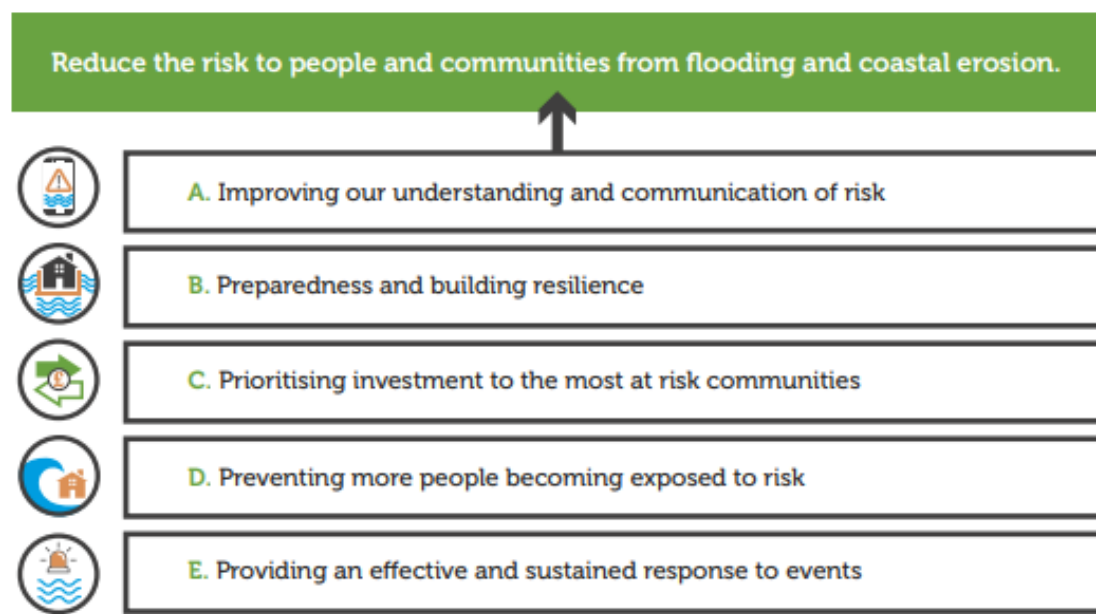 Reduce the risk to people and communities from flooding and coastal erosion.
A. Improving our understanding and communication of risk
B. Preparedness and building resilience
£
C. Prioritising investment to the most at risk communities
D. Preventing more people becoming exposed to risk
E. Providing an effective and sustained response to events